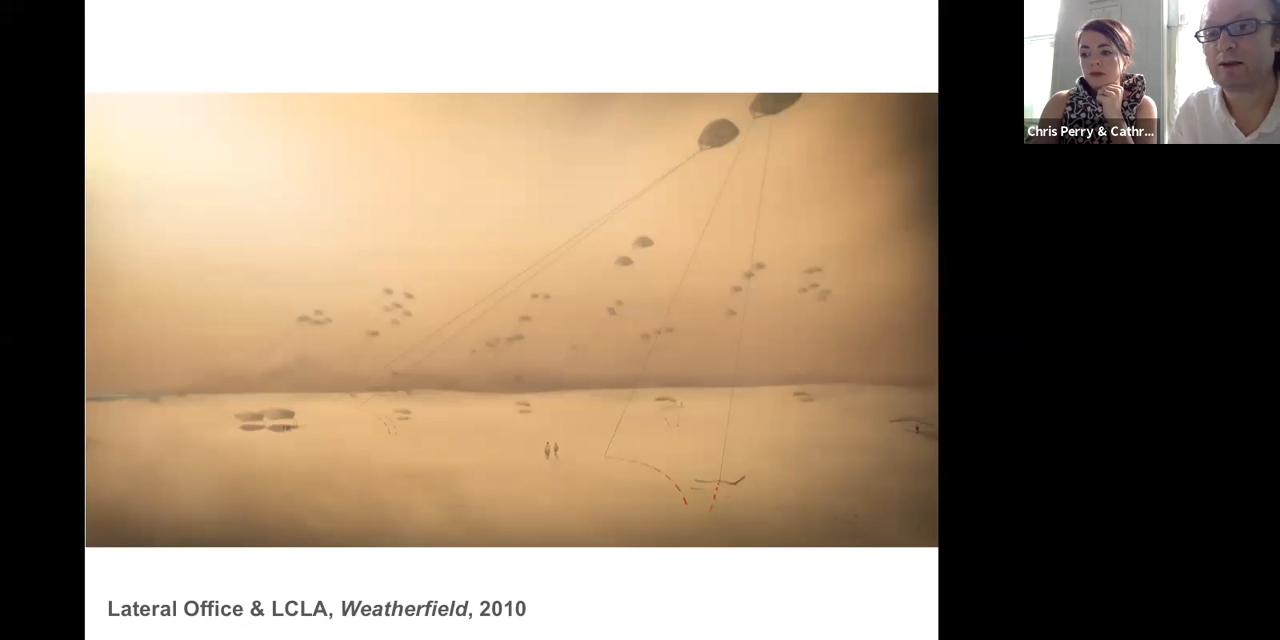 Chris Perry & Cathr...
Lateral Office & LCLA, Weatherfield, 2010